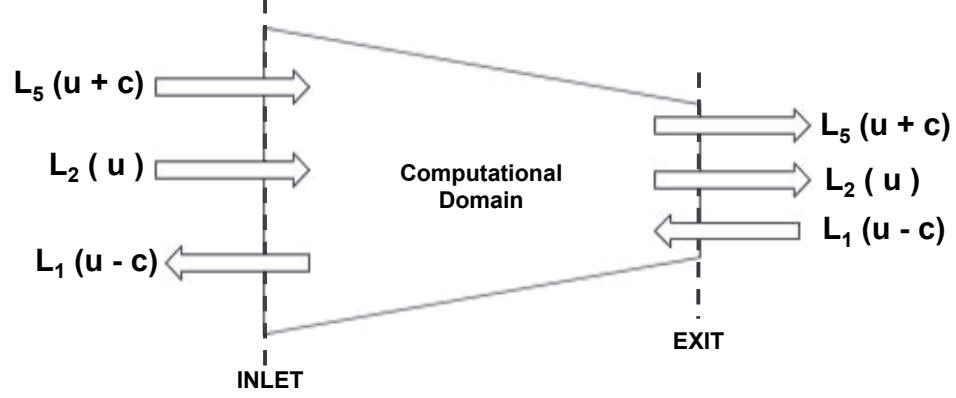 L₅ (u + c)
L₂ ( u )
L₁ (u - c)
Computational
Domain
L₅ (u + c)
L₂ ( u )
L₁ (u - c)
INLET
EXIT